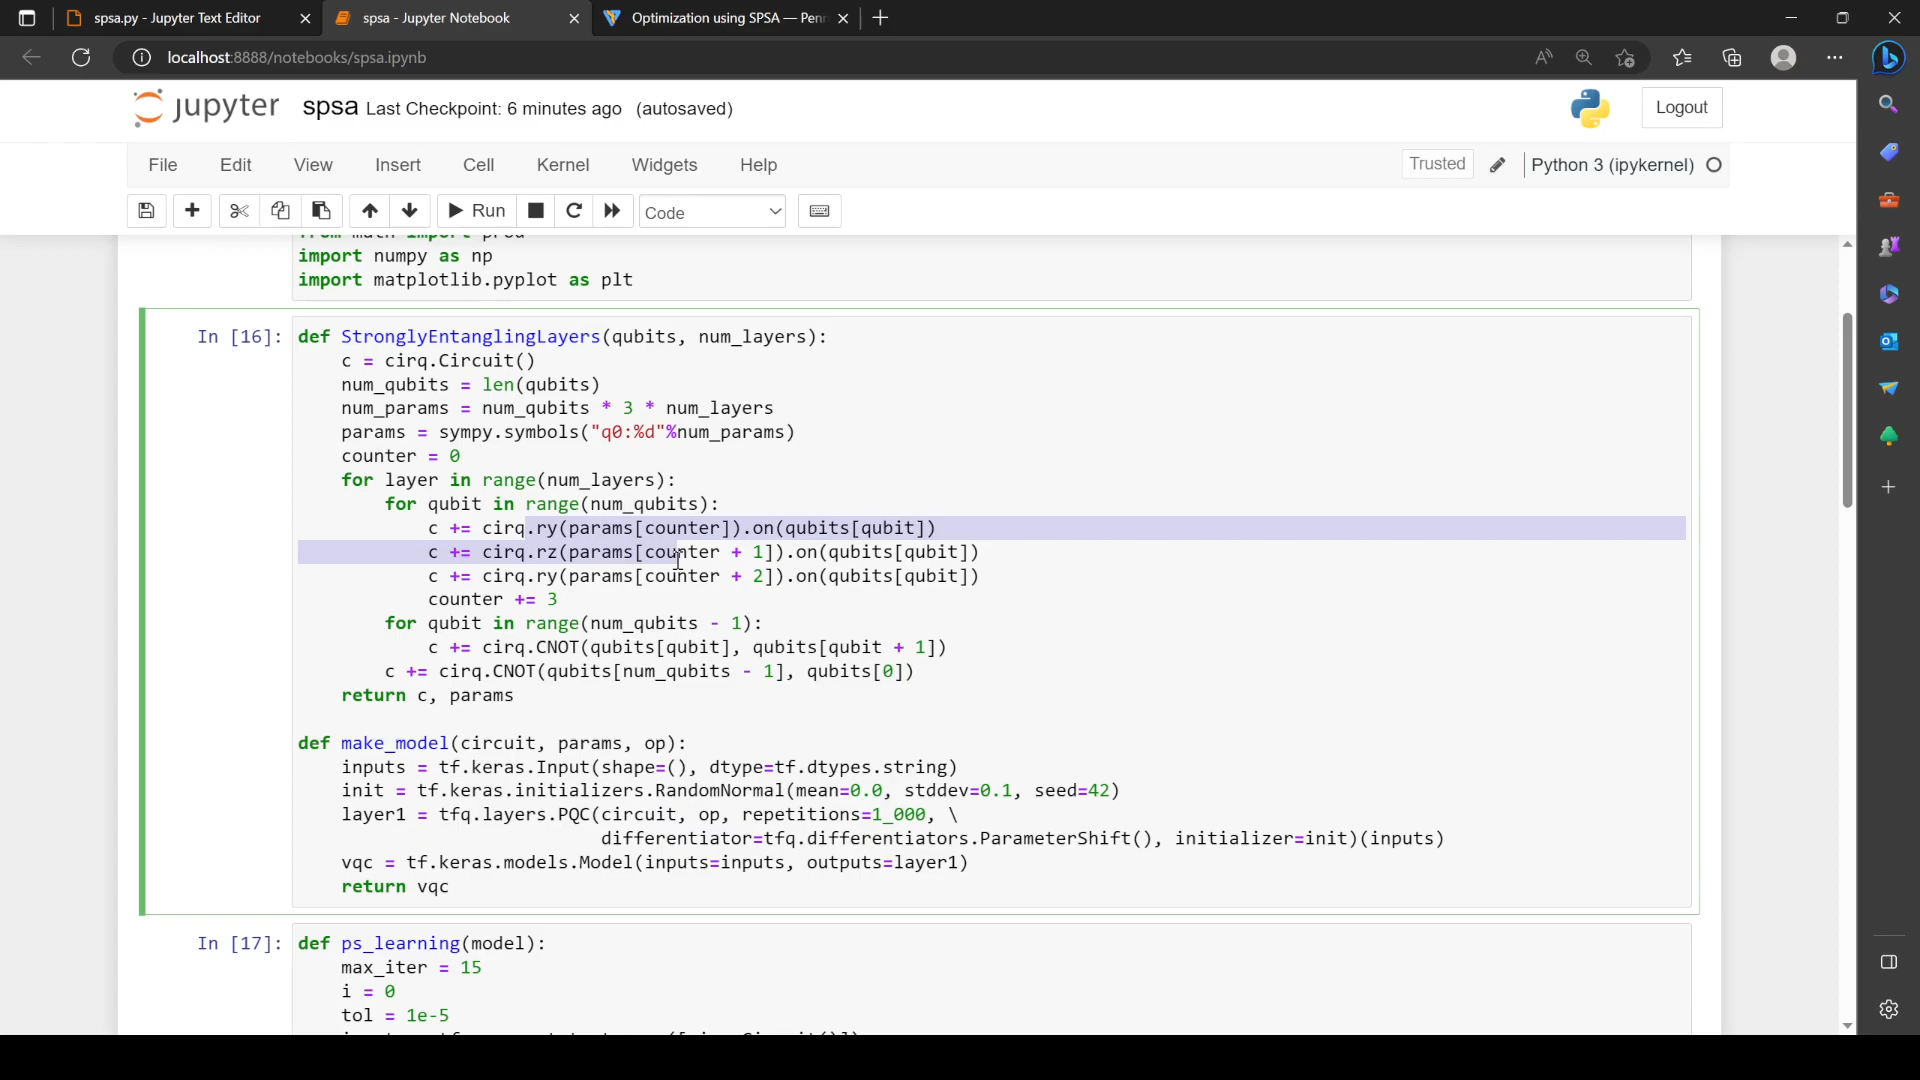 spsa.py - Jupyter Text Editor
spsa - Jupyter Notebook
Optimization using SPSA — Penn
localhost:8888/notebooks/spsa.ipynb
jupyter spsa Last Checkpoint: 6 minutes ago (autosaved)
Logout
File Edit View Insert Cell Kernel Widgets Help
Trusted
Python 3 (ipykernel)
Run
Code
from math import prod
import numpy as np
import matplotlib.pyplot as plt
In [16]: def StronglyEntanglingLayers(qubits, num_layers):
    c = cirq.Circuit()
    num_qubits = len(qubits)
    num_params = num_qubits * 3 * num_layers
    params = sympy.symbols("q0:%d"%num_params)
    counter = 0
    for layer in range(num_layers):
        for qubit in range(num_qubits):
            c += cirq.ry(params[counter]).on(qubits[qubit])
            c += cirq.rz(params[counter + 1]).on(qubits[qubit])
            c += cirq.ry(params[counter + 2]).on(qubits[qubit])
            counter += 3
        for qubit in range(num_qubits - 1):
            c += cirq.CNOT(qubits[qubit], qubits[qubit + 1])
        c += cirq.CNOT(qubits[num_qubits - 1], qubits[0])
    return c, params
def make_model(circuit, params, op):
    inputs = tf.keras.Input(shape=(), dtype=tf.dtypes.string)
    init = tf.keras.initializers.RandomNormal(mean=0.0, stddev=0.1, seed=42)
    layer1 = tfq.layers.PQC(circuit, op, repetitions=1_000, \
                            differentiator=tfq.differentiators.ParameterShift(), initializer=init)(inputs)
    vqc = tf.keras.models.Model(inputs=inputs, outputs=layer1)
    return vqc
In [17]: def ps_learning(model):
    max_iter = 15
    i = 0
    tol = 1e-5